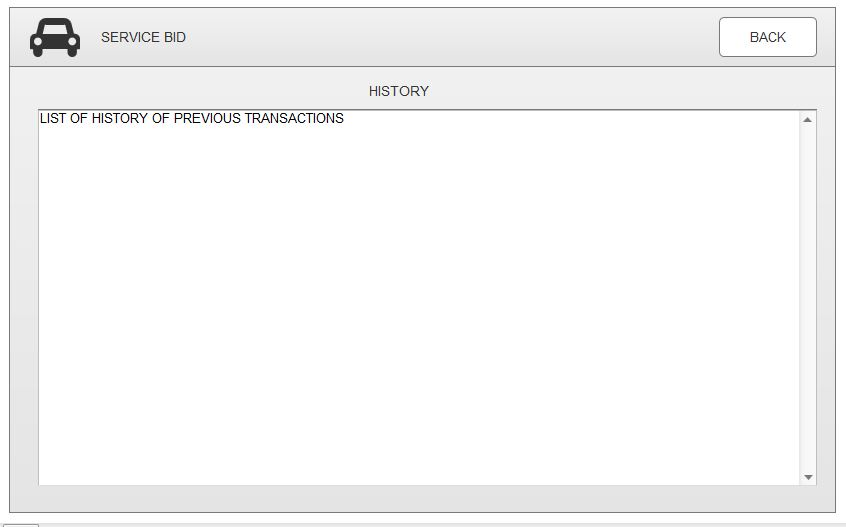 SERVICE BID
BACK
HISTORY
LIST OF HISTORY OF PREVIOUS TRANSACTIONS